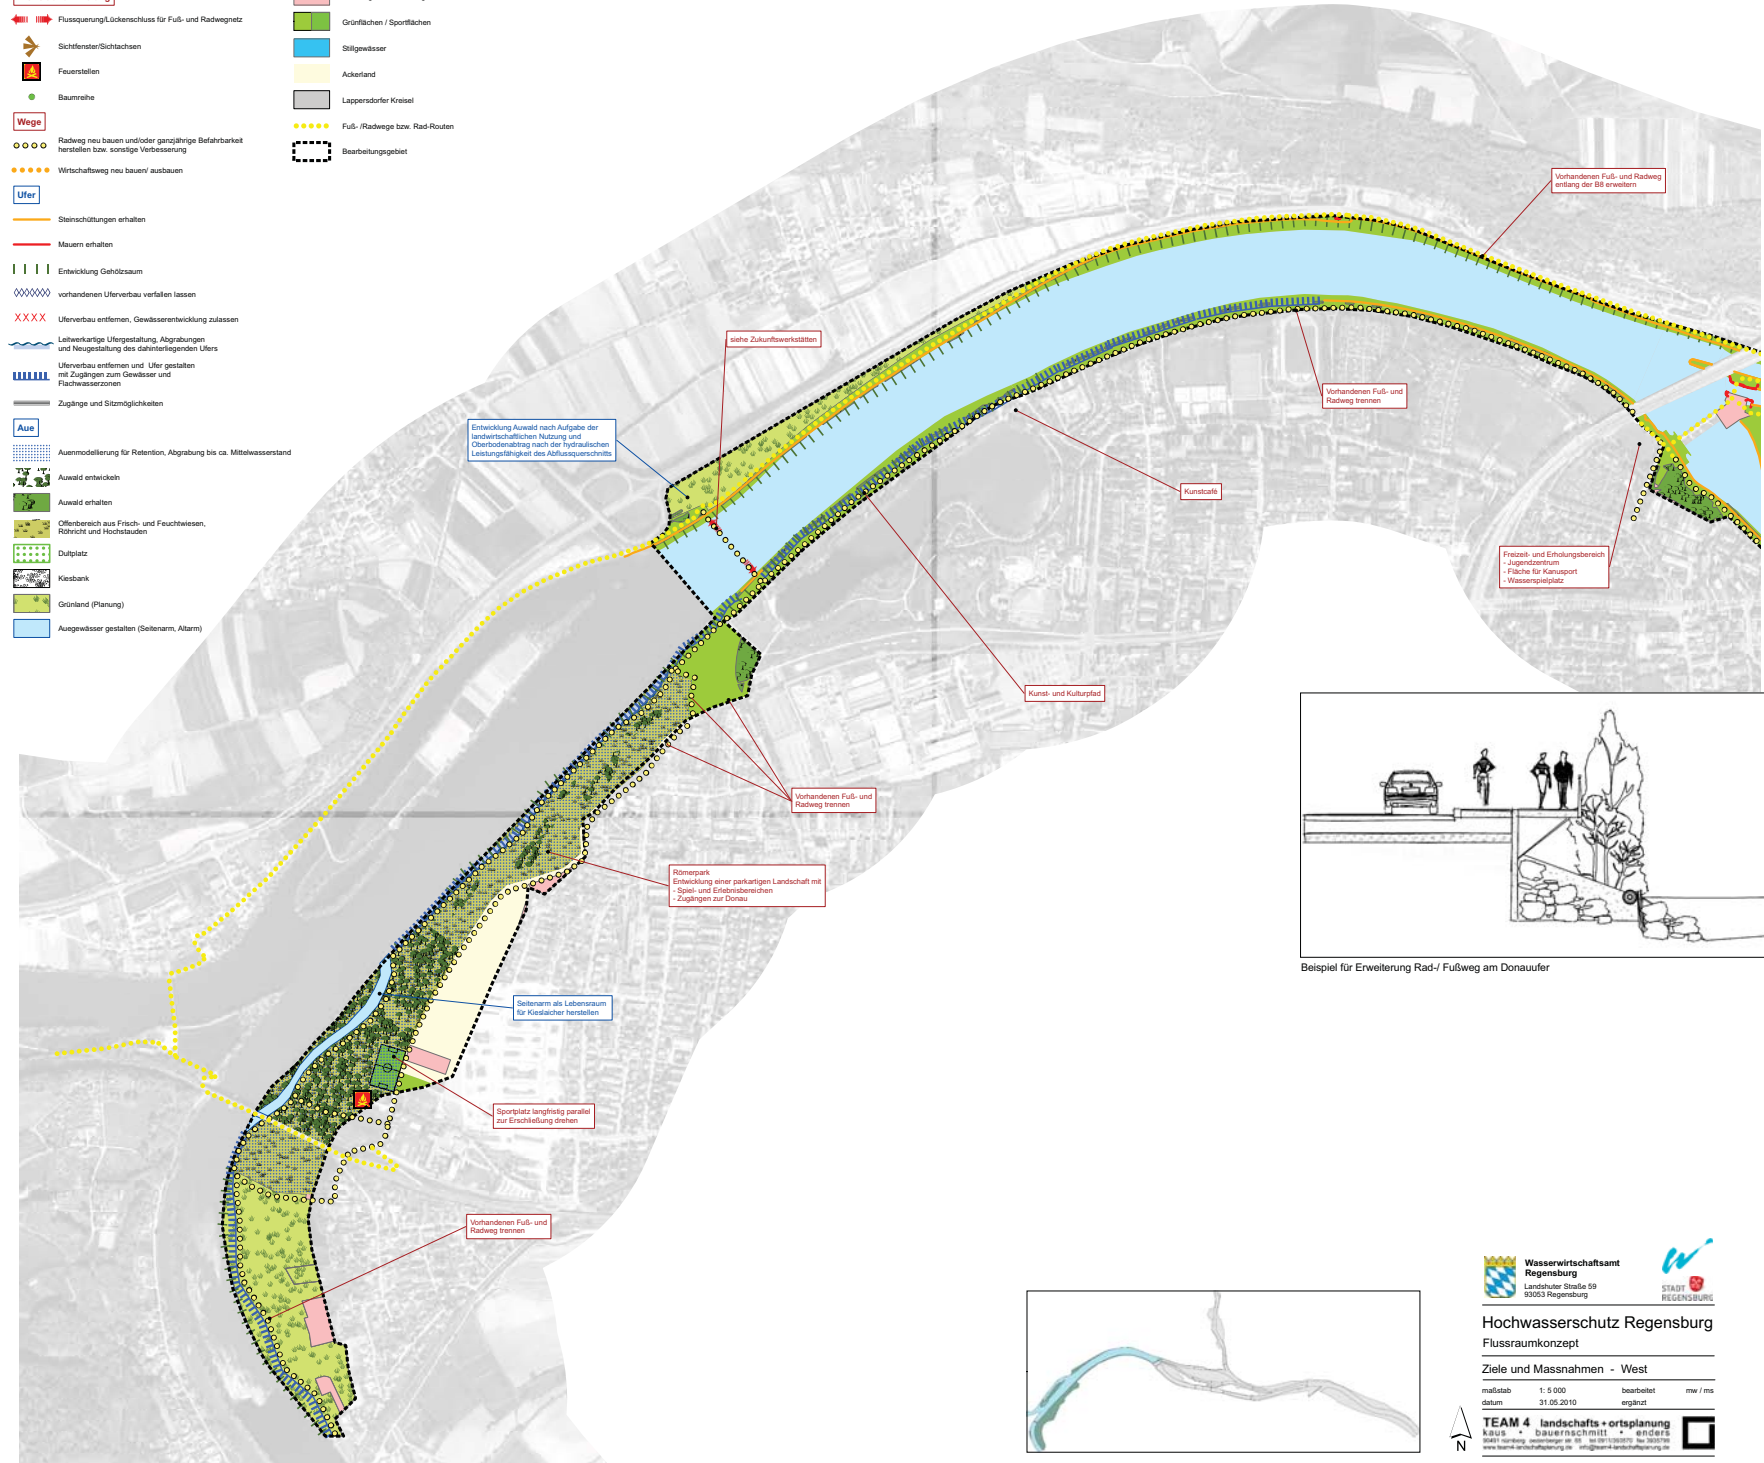 Flussquerung/Lückenschluss für Fuß- und Radwegnetz
Sichtfenster/Sichtachsen
Feuerstellen
Baumreihe
Wege
Radweg neu bauen und/oder ganzjährige Befahrbarkeit
herstellen bzw. sonstige Verbesserung
Wirtschaftsweg neu bauen/ ausbauen
Ufer
Steinschüttungen erhalten
Mauern erhalten
Entwicklung Gehölzsaum
vorhandenen Uferverbau verfallen lassen
Uferverbau entfernen, Gewässerentwicklung zulassen
Leitwerkartige Ufergestaltung, Abgrabungen
und Neugestaltung des dahinterliegenden Ufers
Uferverbau entfernen und Ufer gestalten
mit Zugängen zum Gewässer und
Flachwasserzonen
Zugänge und Sitzmöglichkeiten
Aue
Auenmodellierung für Retention, Abgrabung bis ca. Mittelwasserstand
Auwald entwickeln
Auwald erhalten
Offenbereich aus Frisch- und Feuchtwiesen,
Röhricht und Hochstauden
Dultplatz
Kiesbank
Grünland (Planung)
Auegewässer gestalten (Seitenarm, Altarm)
Grünflächen / Sportflächen
Stillgewässer
Ackerland
Lappersdorfer Kreisel
Fuß- /Radwege bzw. Rad-Routen
Bearbeitungsgebiet
Vorhandenen Fuß- und Radweg
entlang der B8 erweitern
siehe Zukunftswerkstätten
Vorhandenen Fuß- und
Radweg trennen
Entwicklung Auwald nach Aufgabe der
landwirtschaftlichen Nutzung und
Oberbodenabtrag nach der hydraulischen
Leistungsfähigkeit des Abflussquerschnitts
Kunstcafé
Freizeit- und Erholungsbereich
- Jugendzentrum
- Fläche für Kanusport
- Wasserspielplatz
Kunst- und Kulturpfad
Vorhandenen Fuß- und
Radweg trennen
Römerpark
Entwicklung einer parkartigen Landschaft mit
- Spiel- und Erlebnisbereichen
- Zugängen zur Donau
Seitenarm als Lebensraum
für Kieslaicher herstellen
Sportplatz langfristig parallel
zur Erschließung drehen
Vorhandenen Fuß- und
Radweg trennen
Beispiel für Erweiterung Rad-/ Fußweg am Donauufer
Wasserwirtschaftsamt
Regensburg
Landshuter Straße 59
93053 Regensburg
STADT
REGENSBURG
Hochwasserschutz Regensburg
Flussraumkonzept
Ziele und Massnahmen - West
maßstab 1: 5 000 bearbeitet mw / ms
datum 31.05.2010 ergänzt
TEAM 4 landschafts + ortsplanung
kaus • bauernschmitt • enders
N